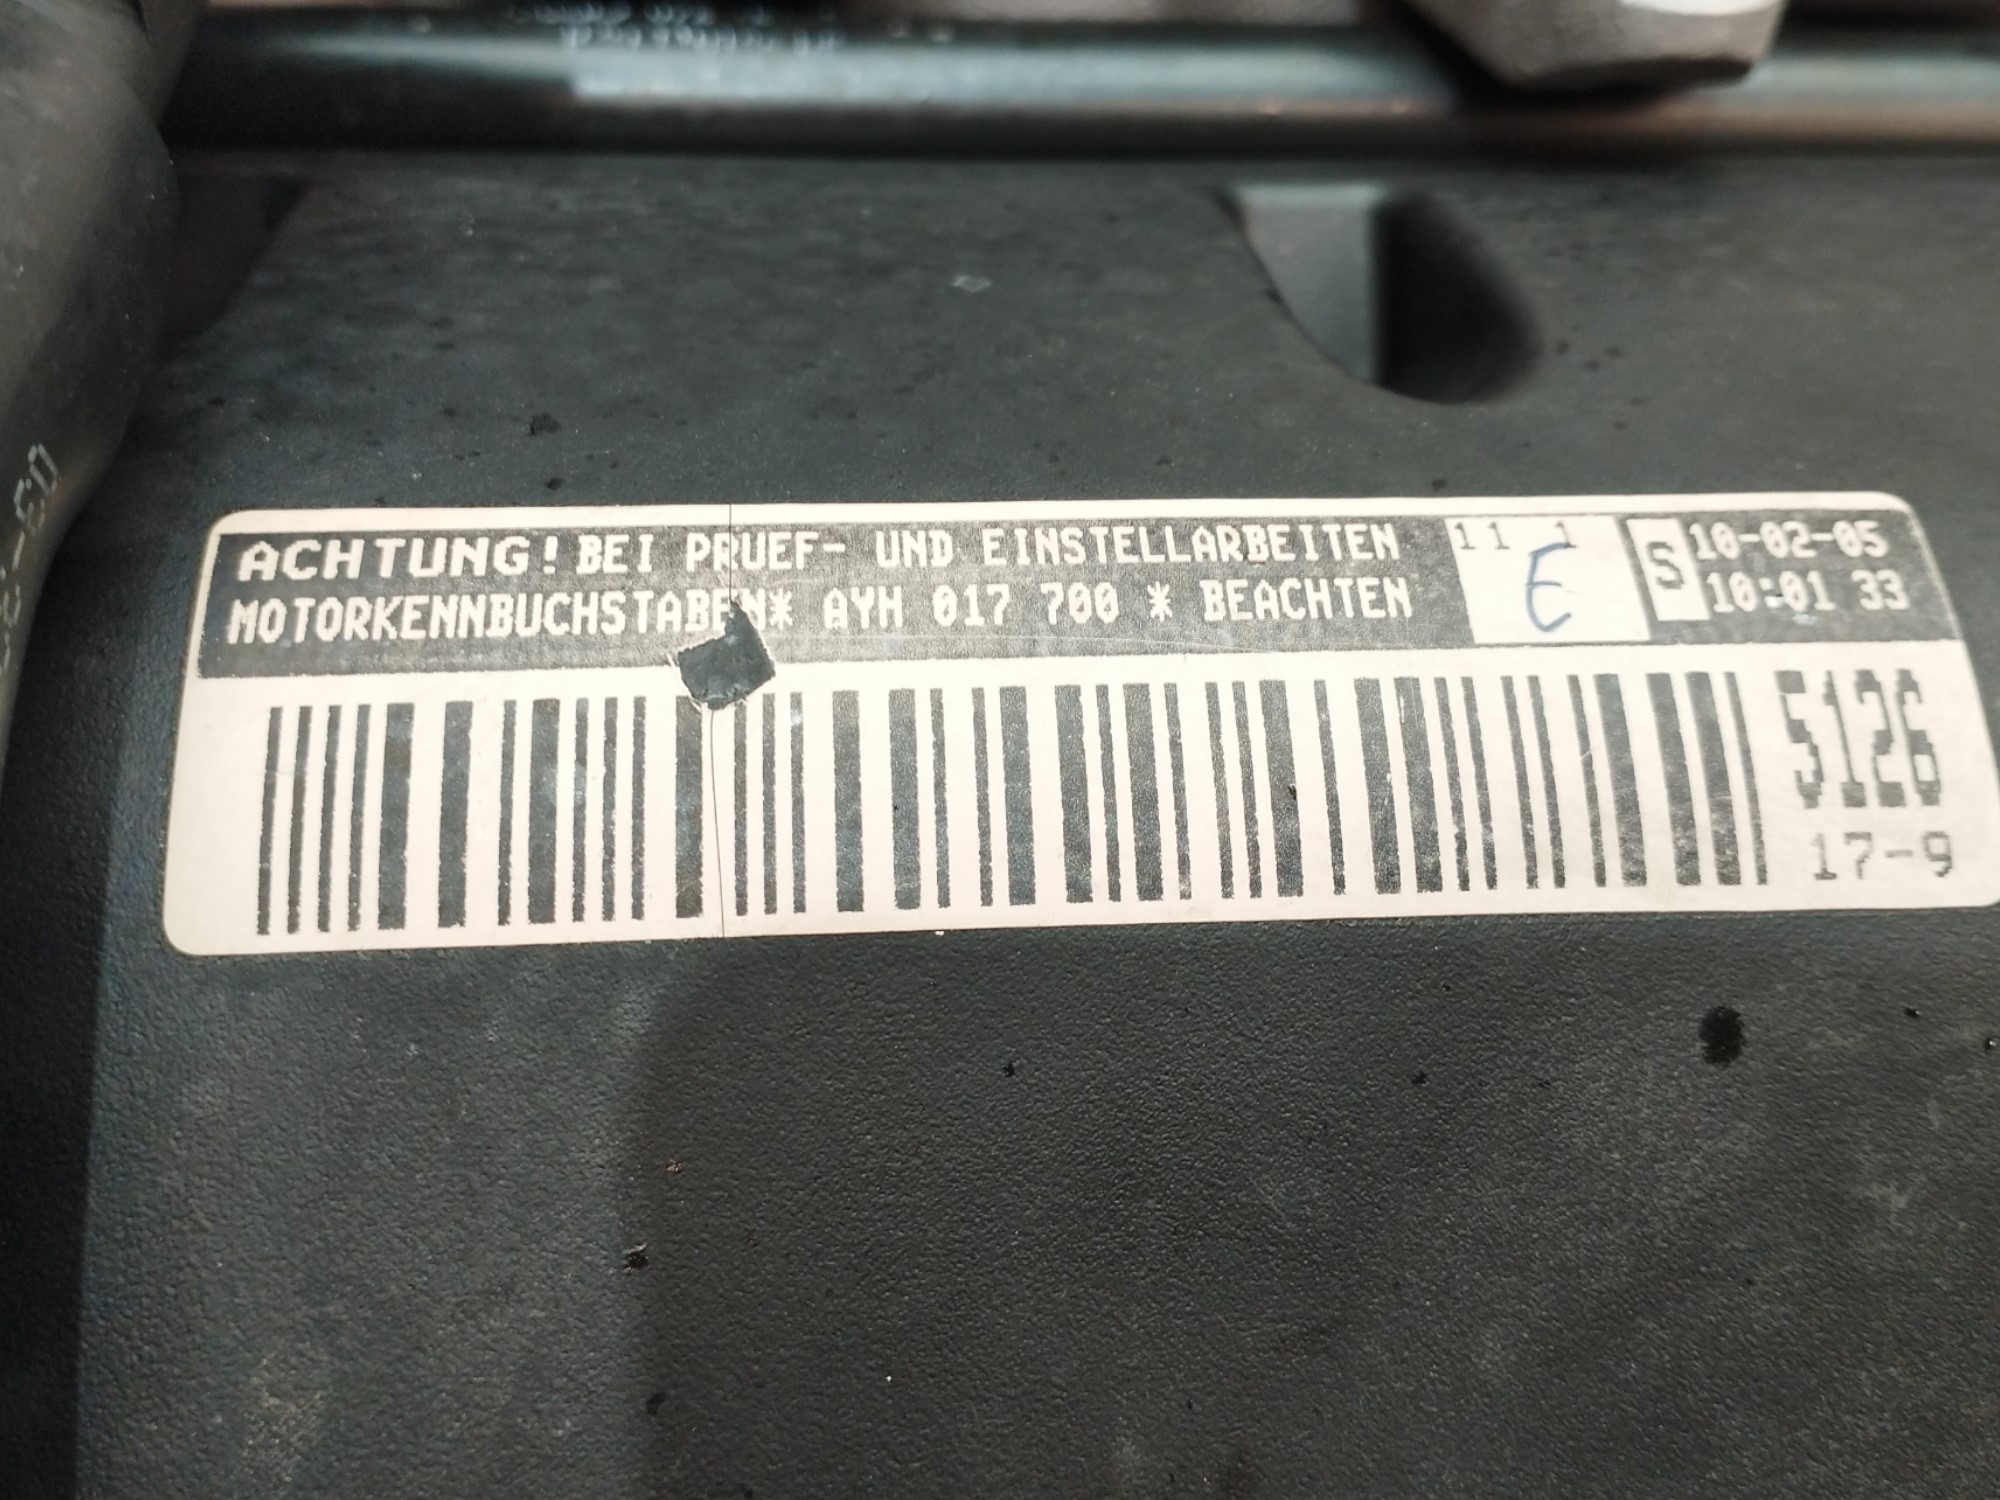 ACHTUNG! BEI PRUEF- UND EINSTELLARBEITEN
MOTORKENNBUCHSTABEN* AYH 017 700 * BEACHTEN
11 1
E
S
10-02-05
10:01 33
5126
17-9
03-